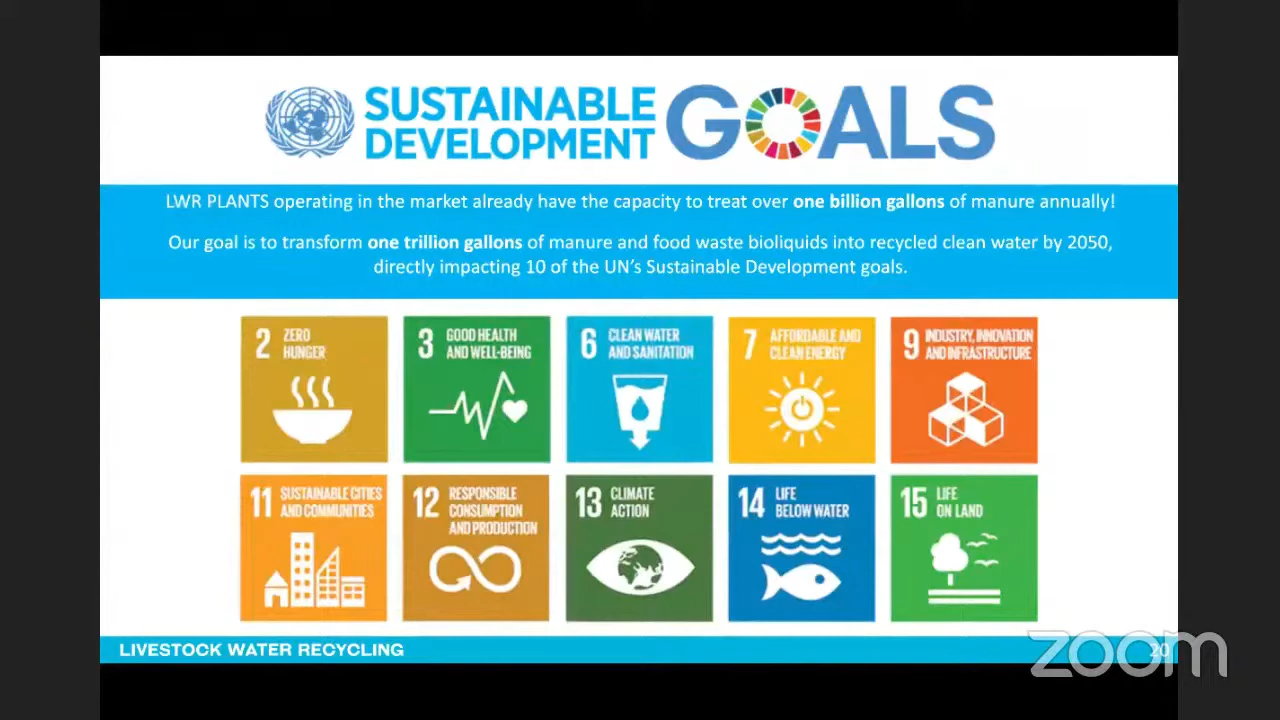 SUSTAINABLE
DEVELOPMENT
GOALS
LWR PLANTS operating in the market already have the capacity to treat over one billion gallons of manure annually!
Our goal is to transform one trillion gallons of manure and food waste bioliquids into recycled clean water by 2050,
directly impacting 10 of the UN's Sustainable Development goals.
2 ZERO
HUNGER
3 GOOD HEALTH
AND WELL-BEING
6 CLEAN WATER
AND SANITATION
7 AFFORDABLE AND
CLEAN ENERGY
9 INDUSTRY, INNOVATION
AND INFRASTRUCTURE
11 SUSTAINABLE CITIES
AND COMMUNITIES
12 RESPONSIBLE
CONSUMPTION
AND PRODUCTION
13 CLIMATE
ACTION
14 LIFE
BELOW WATER
15 LIFE
ON LAND
LIVESTOCK WATER RECYCLING
20
zoom